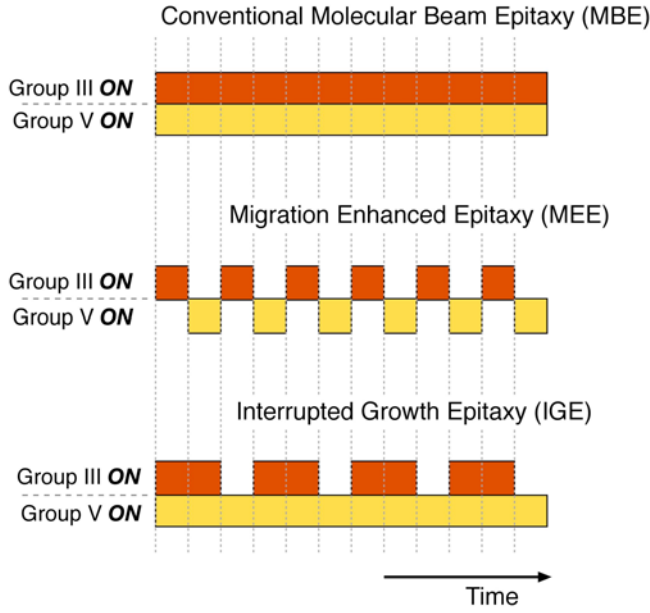 Conventional Molecular Beam Epitaxy (MBE)
Group III ON
Group V ON
Migration Enhanced Epitaxy (MEE)
Group III ON
Group V ON
Interrupted Growth Epitaxy (IGE)
Group III ON
Group V ON
Time